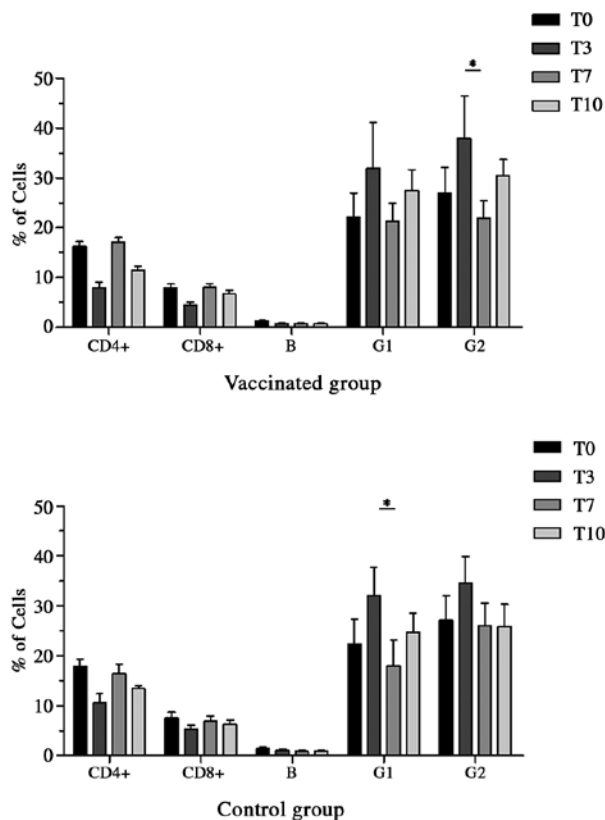 T0
T3
T7
T10
*
50
40
30
20
10
0
% of Cells
CD4+ CD8+ B G1 G2
Vaccinated group
T0
T3
T7
T10
*
50
40
30
20
10
0
% of Cells
CD4+ CD8+ B G1 G2
Control group